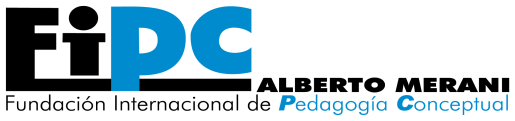 FiPC
ALBERTO MERANI
Fundación Internacional de Pedagogía Conceptual